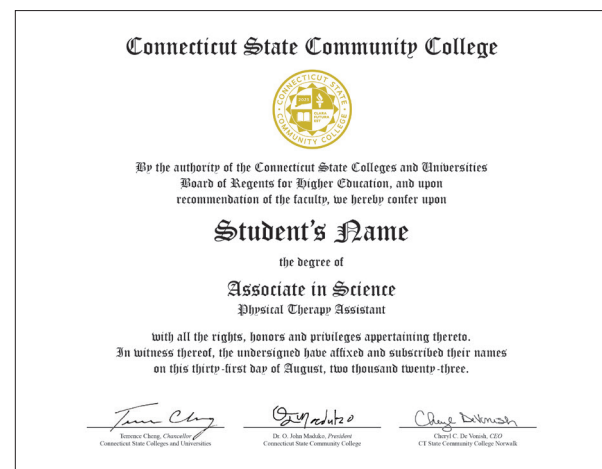 Connecticut State Community College
CONNECTICUT STATE
COMMUNITY COLLEGE
By the authority of the Connecticut State Colleges and Universities
Board of Regents for Higher Education, and upon
recommendation of the faculty, we hereby confer upon
Student's Name
the degree of
Associate in Science
Physical Therapy Assistant
with all the rights, honors and privileges appertaining thereto.
In witness thereof, the undersigned have affixed and subscribed their names
on this thirty-first day of August, two thousand twenty-three.
Terrence Cheng, Chancellor
Connecticut State Colleges and Universities
Dr. O. John Maduko, President
Connecticut State Community College
Cheryl C. De Vonish, CEO
CT State Community College Norwalk